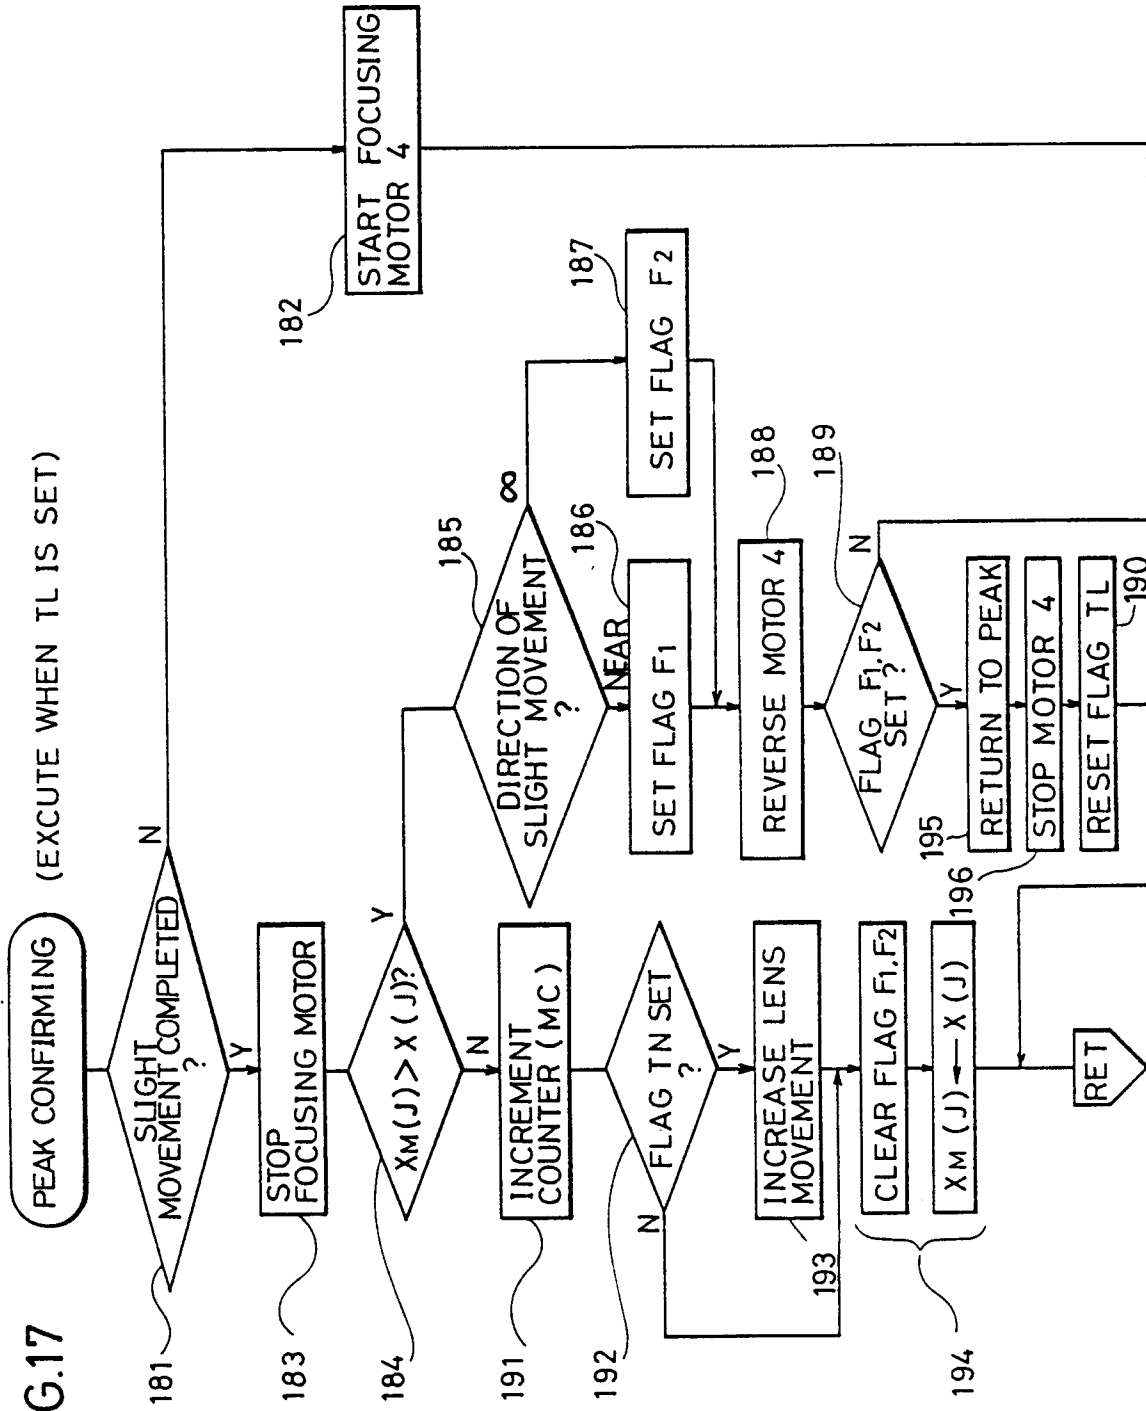 G.17
PEAK CONFIRMING
(EXCUTE WHEN TL IS SET)
181
SLIGHT
MOVEMENT COMPLETED
?
N
Y
182
START FOCUSING
MOTOR 4
183
STOP
FOCUSING MOTOR
184
XM(J)>X(J)?
Y
N
185
DIRECTION OF
SLIGHT MOVEMENT
?
∞
NEAR
186
SET FLAG F1
187
SET FLAG F2
188
REVERSE MOTOR 4
189
FLAG F1,F2
SET ?
N
Y
195
RETURN TO PEAK
196
STOP MOTOR 4
RESET FLAG TL
190
191
INCREMENT
COUNTER (MC)
192
FLAG TN SET
?
N
Y
193
INCREASE LENS
MOVEMENT
194
CLEAR FLAG F1,F2
XM(J)←X(J)
RET